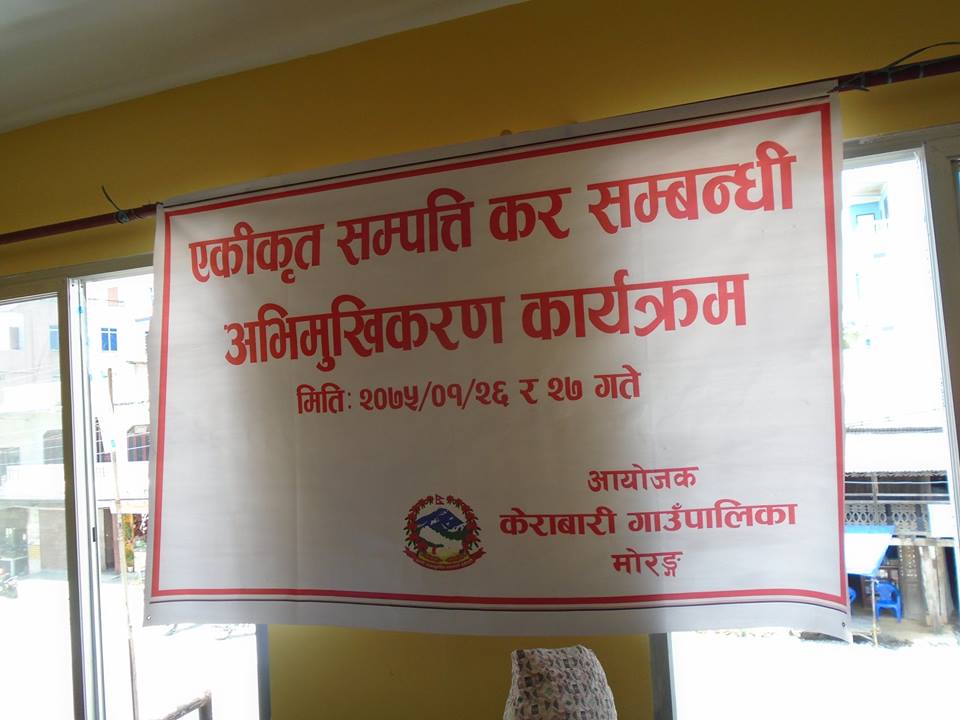 एकीकृत सम्पत्ति कर सम्बन्धी
अभिमुखिकरण कार्यक्रम
मितिः २०७५/०१/२६ र २७ गते
आयोजक
केराबारी गाउँपालिका
मोरङ्ग